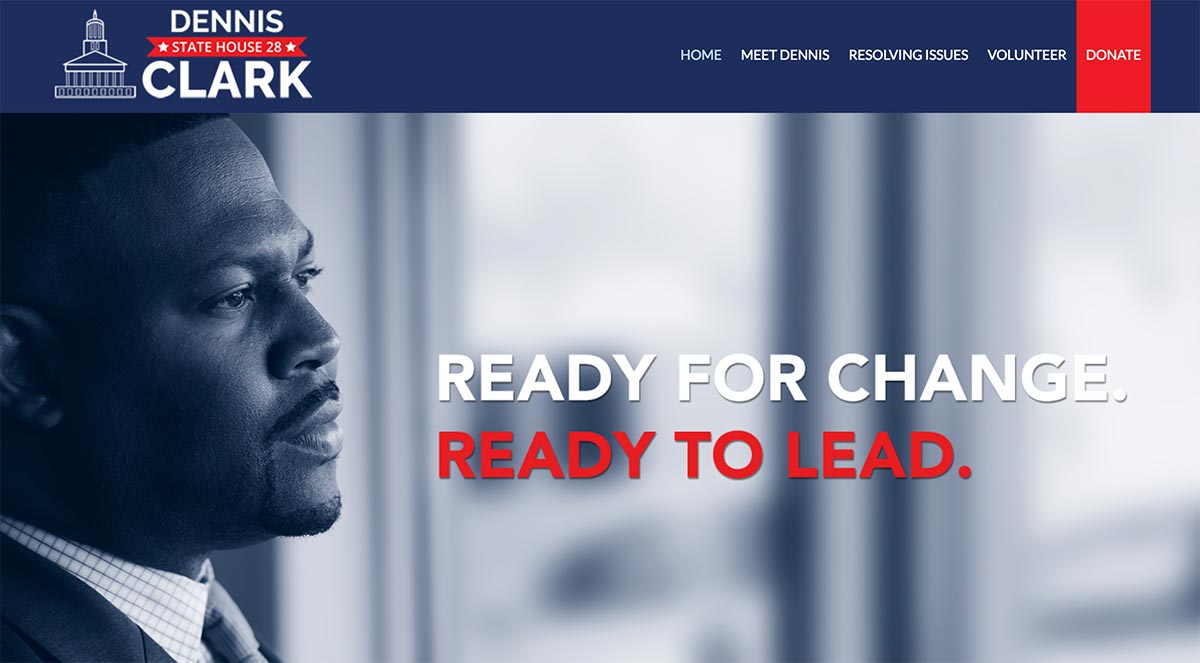 DENNIS
STATE HOUSE 28
CLARK
HOME MEET DENNIS RESOLVING ISSUES VOLUNTEER DONATE
READY FOR CHANGE.
READY TO LEAD.